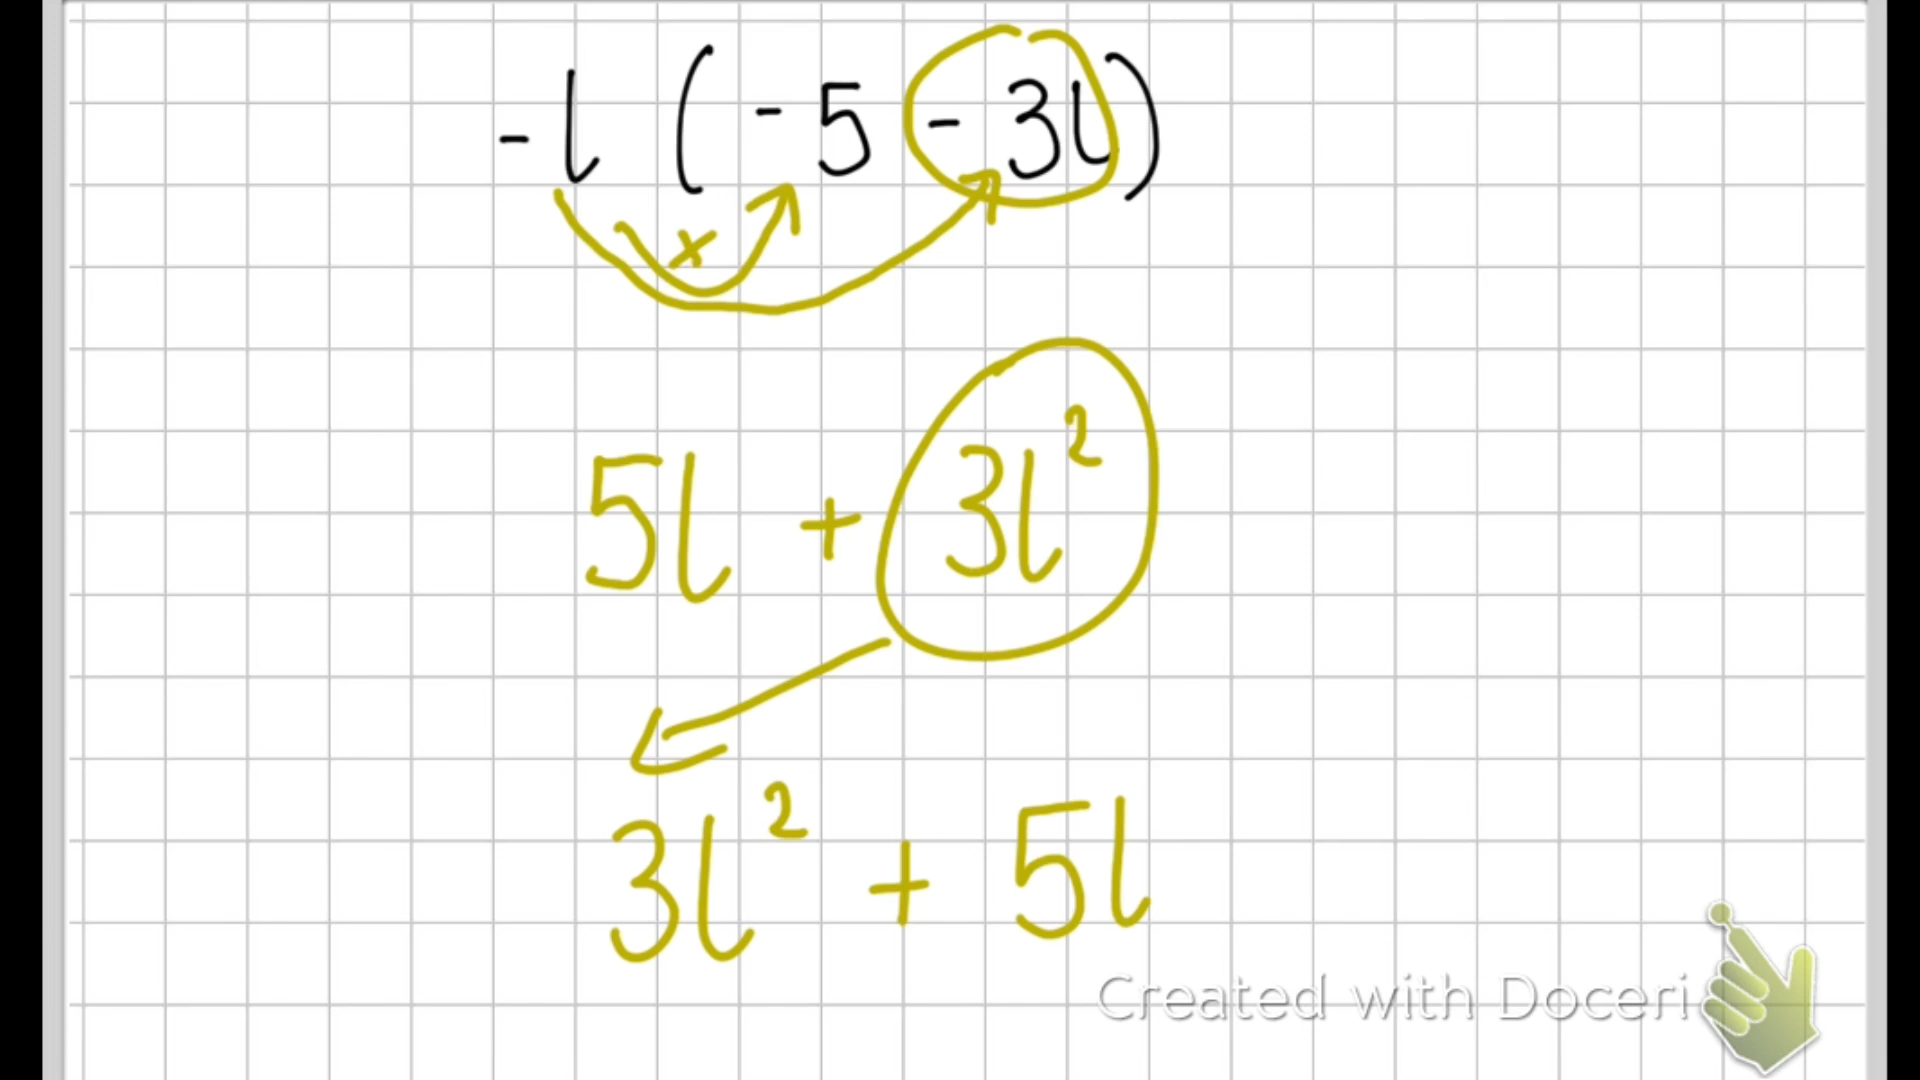 -l (-5 - 3l)
x
5l + 3l²
3l² + 5l
Created with Doceri